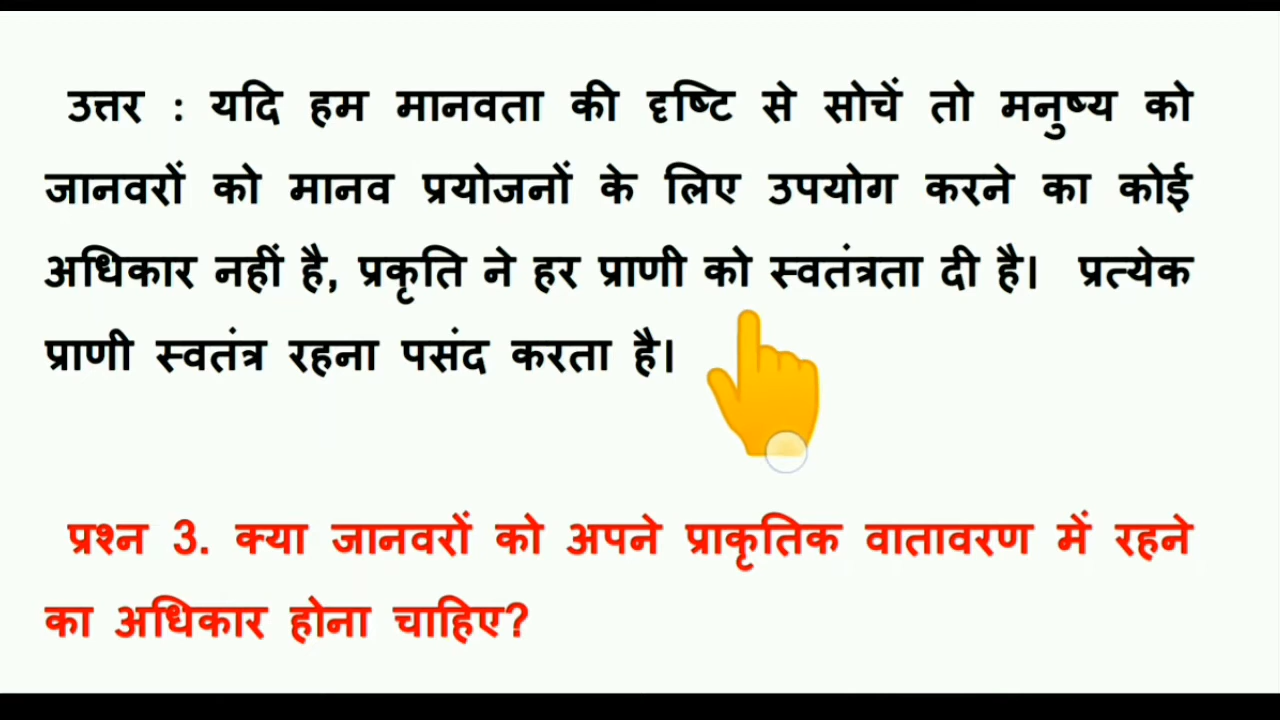 उत्तर : यदि हम मानवता की दृष्टि से सोचें तो मनुष्य को
जानवरों को मानव प्रयोजनों के लिए उपयोग करने का कोई
अधिकार नहीं है, प्रकृति ने हर प्राणी को स्वतंत्रता दी है। प्रत्येक
प्राणी स्वतंत्र रहना पसंद करता है।
प्रश्न 3. क्या जानवरों को अपने प्राकृतिक वातावरण में रहने
का अधिकार होना चाहिए?